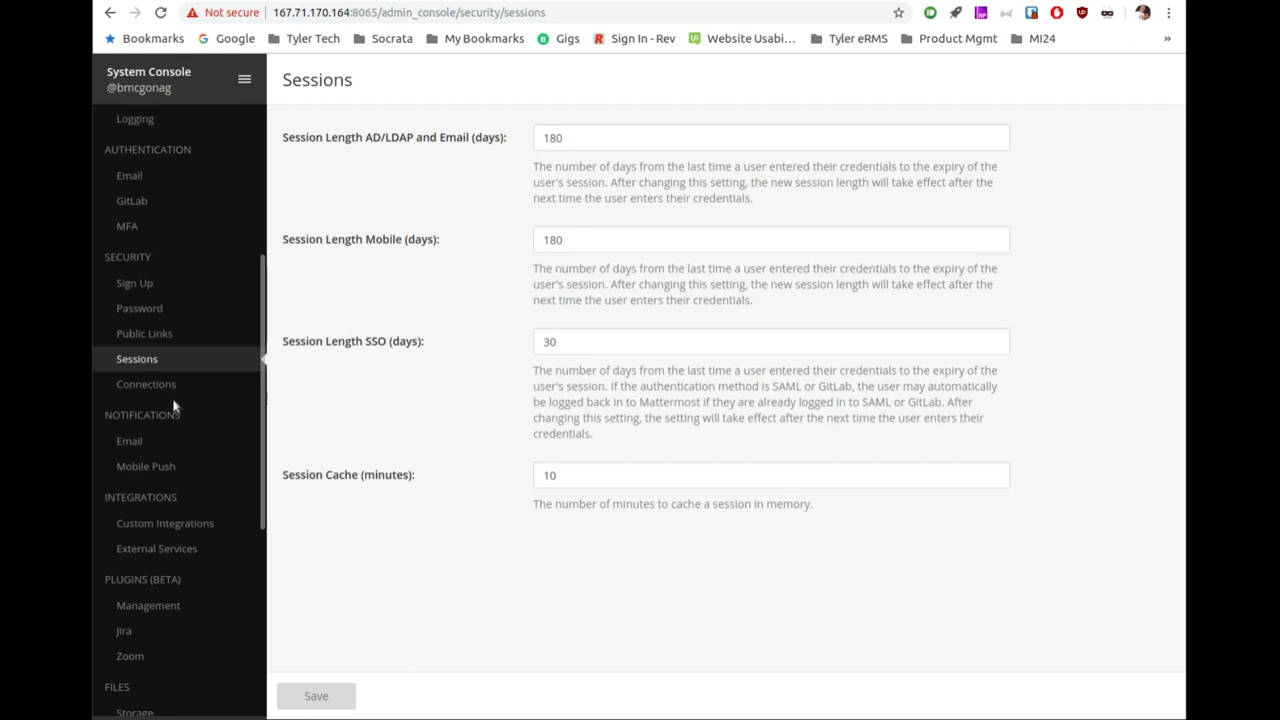 Not secure 167.71.170.164:8065/admin_console/security/sessions
Bookmarks Google Tyler Tech Socrata My Bookmarks Gigs Sign In - Rev Website Usabi... Tyler eRMS Product Mgmt MI24 »
System Console
@bmcgonag
Logging
AUTHENTICATION
Email
GitLab
MFA
SECURITY
Sign Up
Password
Public Links
Sessions
Connections
NOTIFICATIONS
Email
Mobile Push
INTEGRATIONS
Custom Integrations
External Services
PLUGINS (BETA)
Management
Jira
Zoom
FILES
Storage
Sessions
Session Length AD/LDAP and Email (days): 180
The number of days from the last time a user entered their credentials to the expiry of the
user's session. After changing this setting, the new session length will take effect after the
next time the user enters their credentials.
Session Length Mobile (days): 180
The number of days from the last time a user entered their credentials to the expiry of the
user's session. After changing this setting, the new session length will take effect after the
next time the user enters their credentials.
Session Length SSO (days): 30
The number of days from the last time a user entered their credentials to the expiry of the
user's session. If the authentication method is SAML or GitLab, the user may automatically
be logged back in to Mattermost if they are already logged in to SAML or GitLab. After
changing this setting, the setting will take effect after the next time the user enters their
credentials.
Session Cache (minutes): 10
The number of minutes to cache a session in memory.
Save